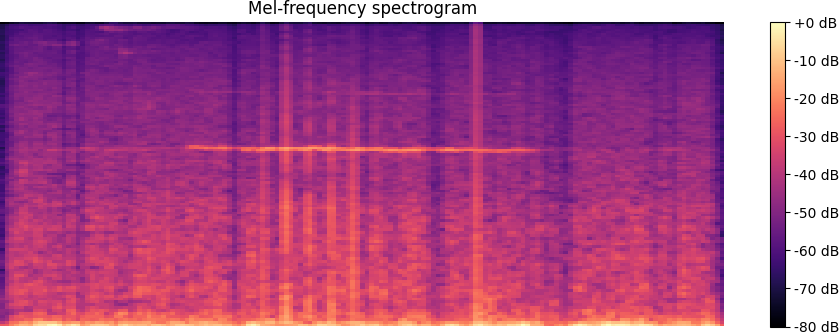 Mel-frequency spectrogram
+0 dB
-10 dB
-20 dB
-30 dB
-40 dB
-50 dB
-60 dB
-70 dB
-80 dB